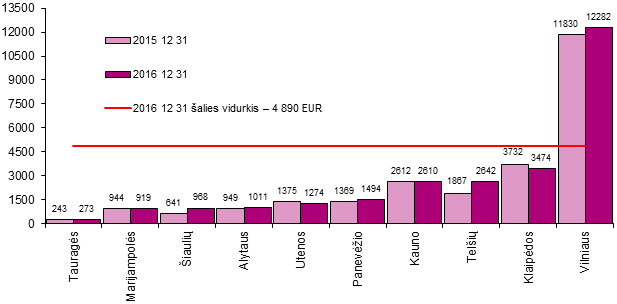 13500
12000
10500
9000
7500
6000
4500
3000
1500
0
2015 12 31
2016 12 31
2016 12 31 šalies vidurkis – 4 890 EUR
243 273
944 919
641 968
949 1011
1375 1274
1369 1494
2612 2610
1867 2642
3732 3474
11830 12282
Tauragės
Marijampolės
Šiaulių
Alytaus
Utenos
Panevėžio
Kauno
Telšių
Klaipėdos
Vilniaus